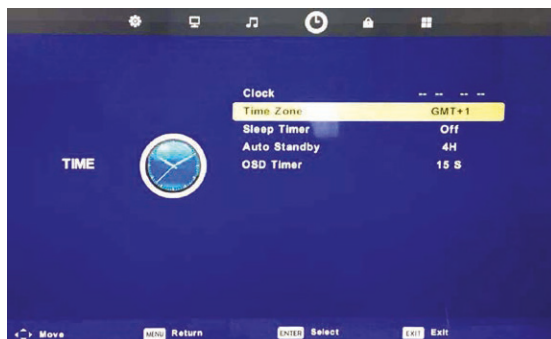 Clock -- -- -- --
Time Zone GMT+1
Sleep Timer Off
Auto Standby 4H
TIME
OSD Timer 15 S
Move MENU Return ENTER Select EXIT Exit